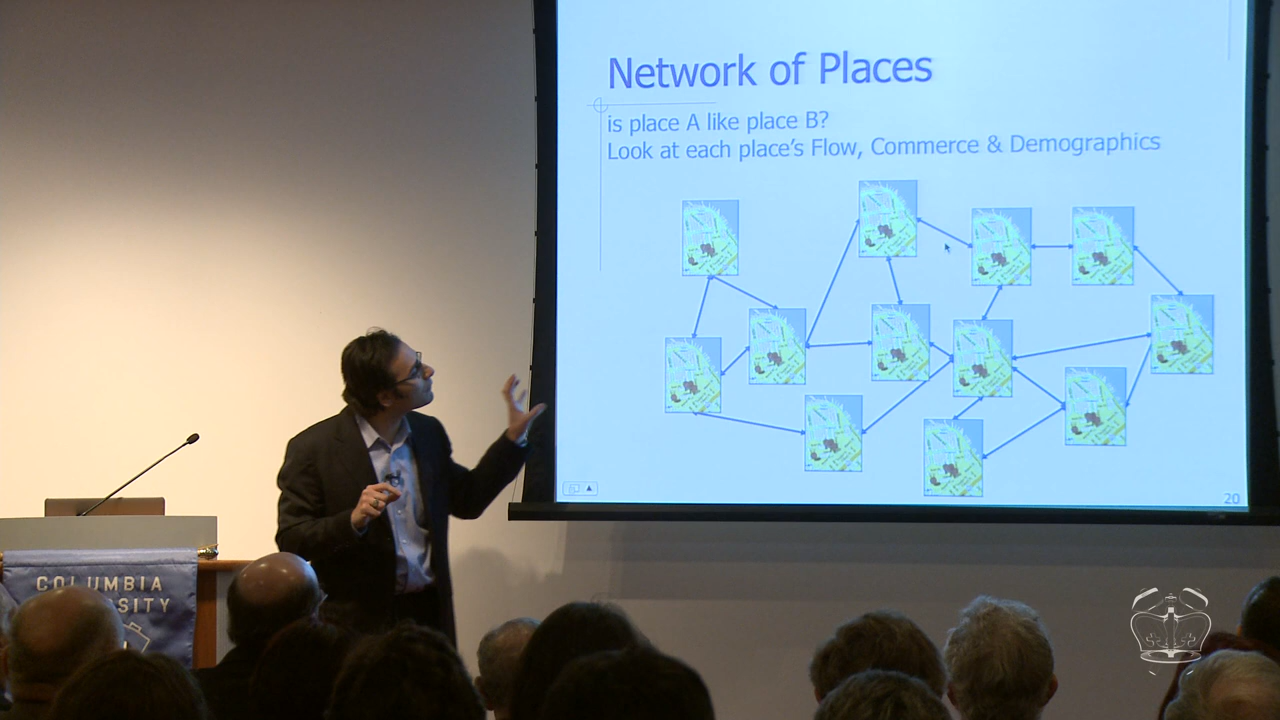 Network of Places
is place A like place B?
Look at each place's Flow, Commerce & Demographics
20
COLUMBIA
SITY